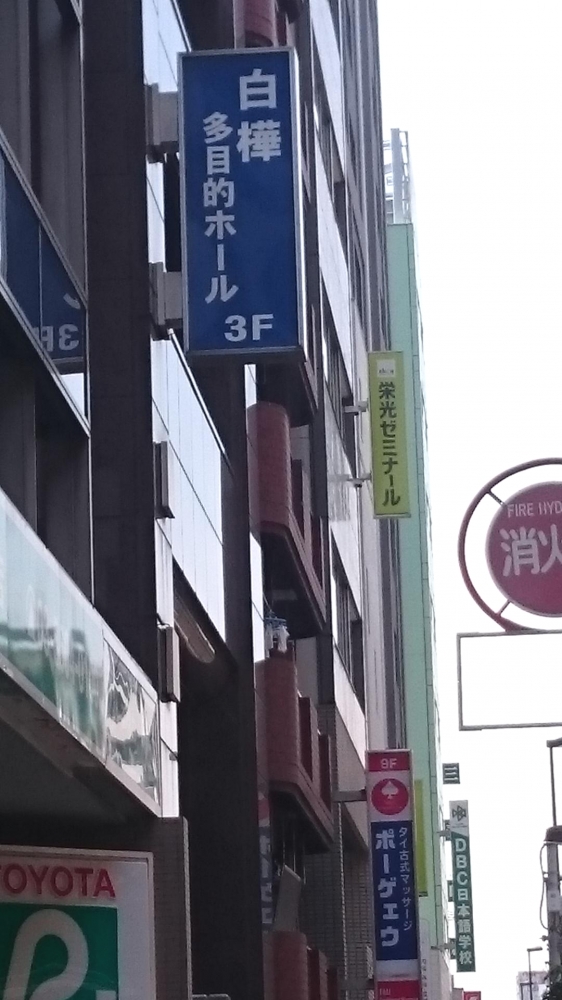 白樺
多目的ホール
3F
栄光ゼミナール
FIRE HYD
消火
9F
タイ古式マッサージ
ポーゲェウ
DBC日本語学校
TOYOTA